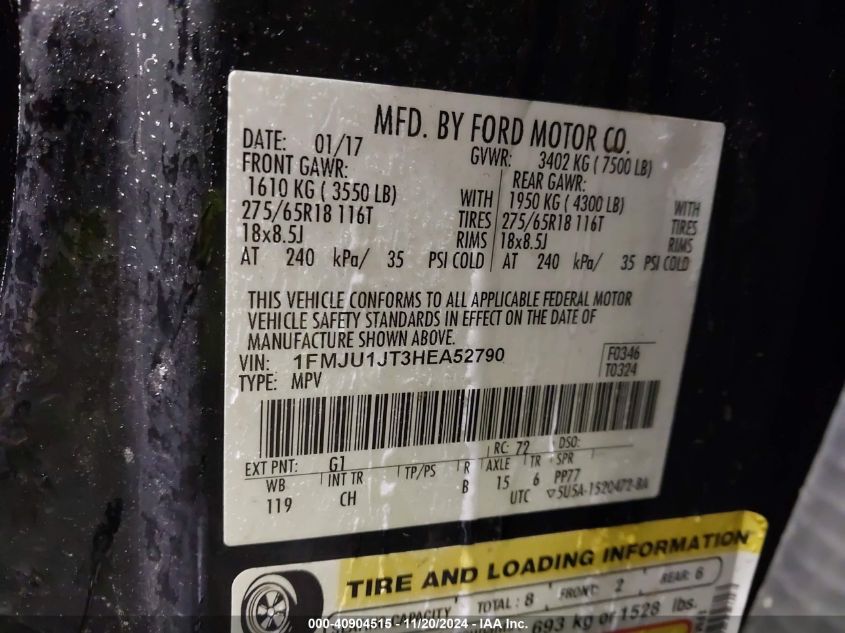 MFD. BY FORD MOTOR CO.
DATE: 01/17 GVWR: 3402 KG ( 7500 LB)
FRONT GAWR: REAR GAWR:
1610 KG ( 3550 LB) WITH 1950 KG ( 4300 LB) WITH
275/65R18 116T TIRES 275/65R18 116T TIRES
18x8.5J RIMS 18x8.5J RIMS
AT 240 kPa/ 35 PSI COLD AT 240 kPa/ 35 PSI COLD
THIS VEHICLE CONFORMS TO ALL APPLICABLE FEDERAL MOTOR
VEHICLE SAFETY STANDARDS IN EFFECT ON THE DATE OF
MANUFACTURE SHOWN ABOVE.
VIN: 1FMJU1JT3HEA52790 F0346
TYPE: MPV T0324
RC: 72 DSO:
EXT PNT: G1
WB INT TR TP/PS R AXLE TR SPR
119 CH B 15 6 PP77
UTC ▽5U5A-1520472-BA
TIRE AND LOADING INFORMATION
CAPACITY TOTAL : 8 FRONT: 2 REAR: 6
693 kg or 1528 lbs.
000-40904515 - 11/20/2024 - IAA Inc.